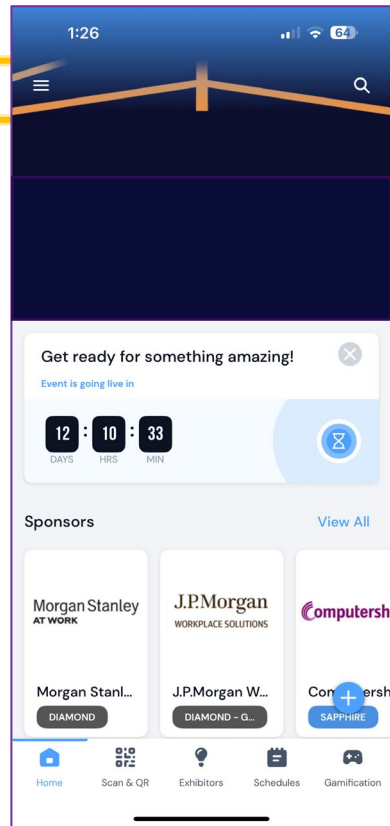 1:26
64
Get ready for something amazing!
Event is going live in
12 : 10 : 33
DAYS HRS MIN
Sponsors
View All
Morgan Stanley
AT WORK
J.P.Morgan
WORKPLACE SOLUTIONS
Computersh
Morgan Stanl...
J.P.Morgan W...
DIAMOND
DIAMOND - G...
SAPPHIRE
Home
Scan & QR
Exhibitors
Schedules
Gamification